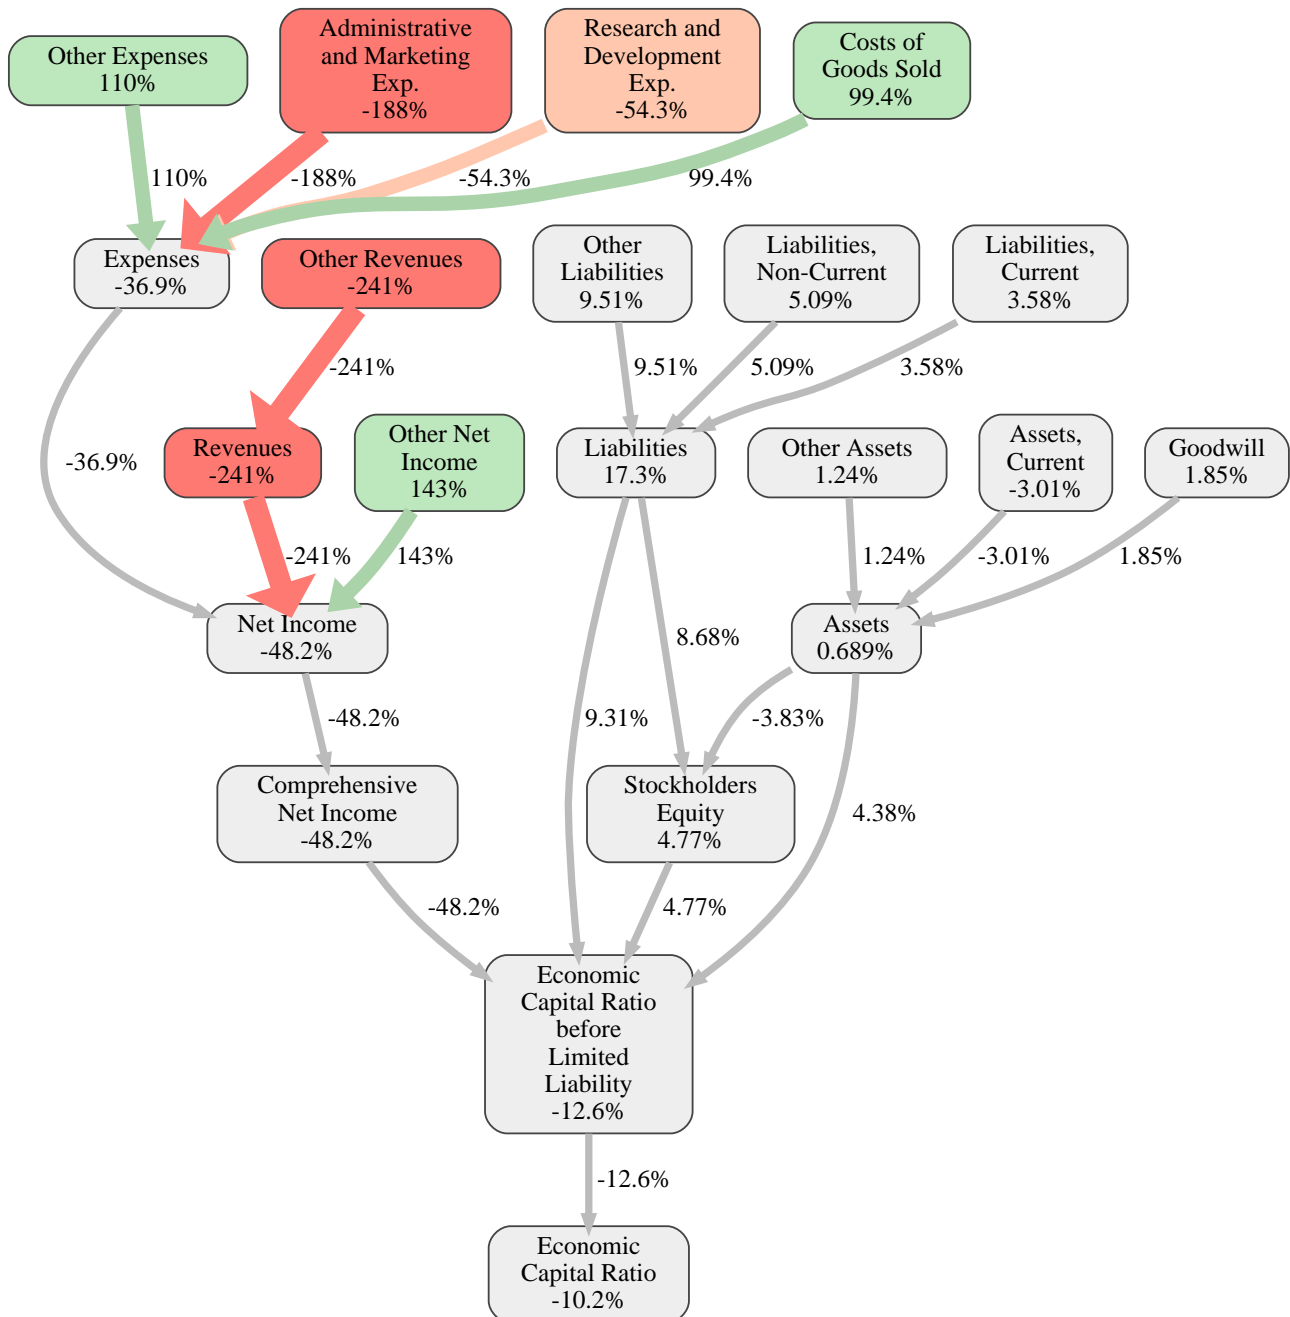 Other Expenses
110%
Administrative
and Marketing
Exp.
-188%
Research and
Development
Exp.
-54.3%
Costs of
Goods Sold
99.4%
110%
-188%
-54.3%
99.4%
Expenses
-36.9%
Other Revenues
-241%
Other
Liabilities
9.51%
Liabilities,
Non-Current
5.09%
Liabilities,
Current
3.58%
-241%
9.51%
5.09%
3.58%
-36.9%
Revenues
-241%
Other Net
Income
143%
Liabilities
17.3%
Other Assets
1.24%
Assets,
Current
-3.01%
Goodwill
1.85%
-241%
143%
1.24%
-3.01%
1.85%
Net Income
-48.2%
8.68%
Assets
0.689%
-48.2%
9.31%
-3.83%
Comprehensive
Net Income
-48.2%
Stockholders
Equity
4.77%
4.38%
-48.2%
4.77%
Economic
Capital Ratio
before
Limited
Liability
-12.6%
-12.6%
Economic
Capital Ratio
-10.2%